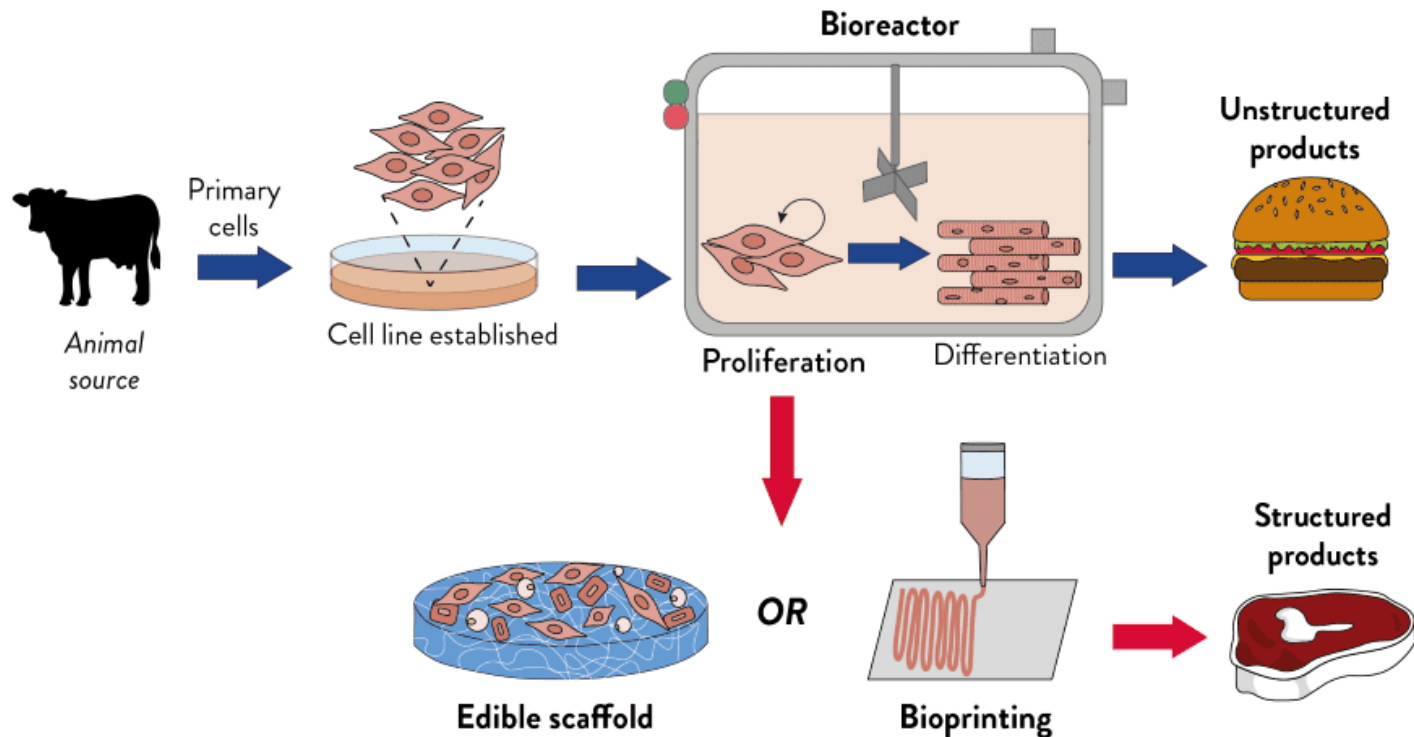 Bioreactor
Unstructured
products
Primary
cells
Animal
source
Cell line established
Proliferation
Differentiation
OR
Structured
products
Edible scaffold
Bioprinting